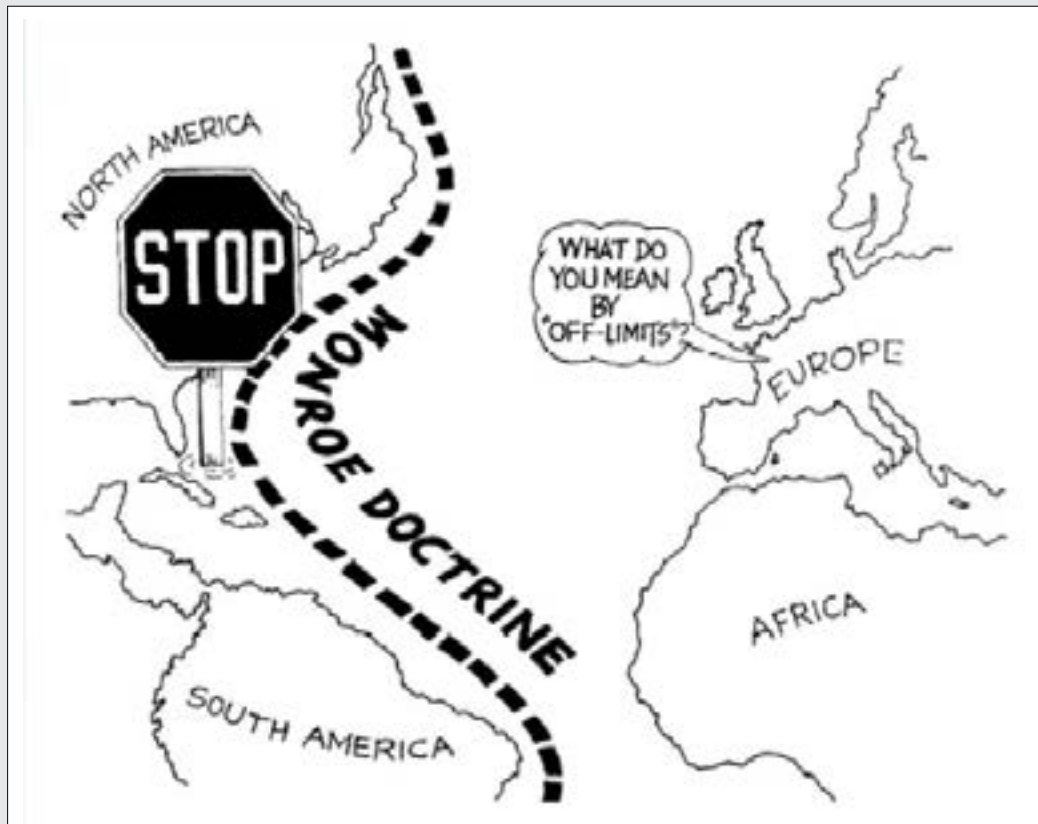 NORTH AMERICA
STOP
WHAT DO
YOU MEAN
BY
"OFF-LIMITS"?
EUROPE
MONROE DOCTRINE
AFRICA
SOUTH AMERICA